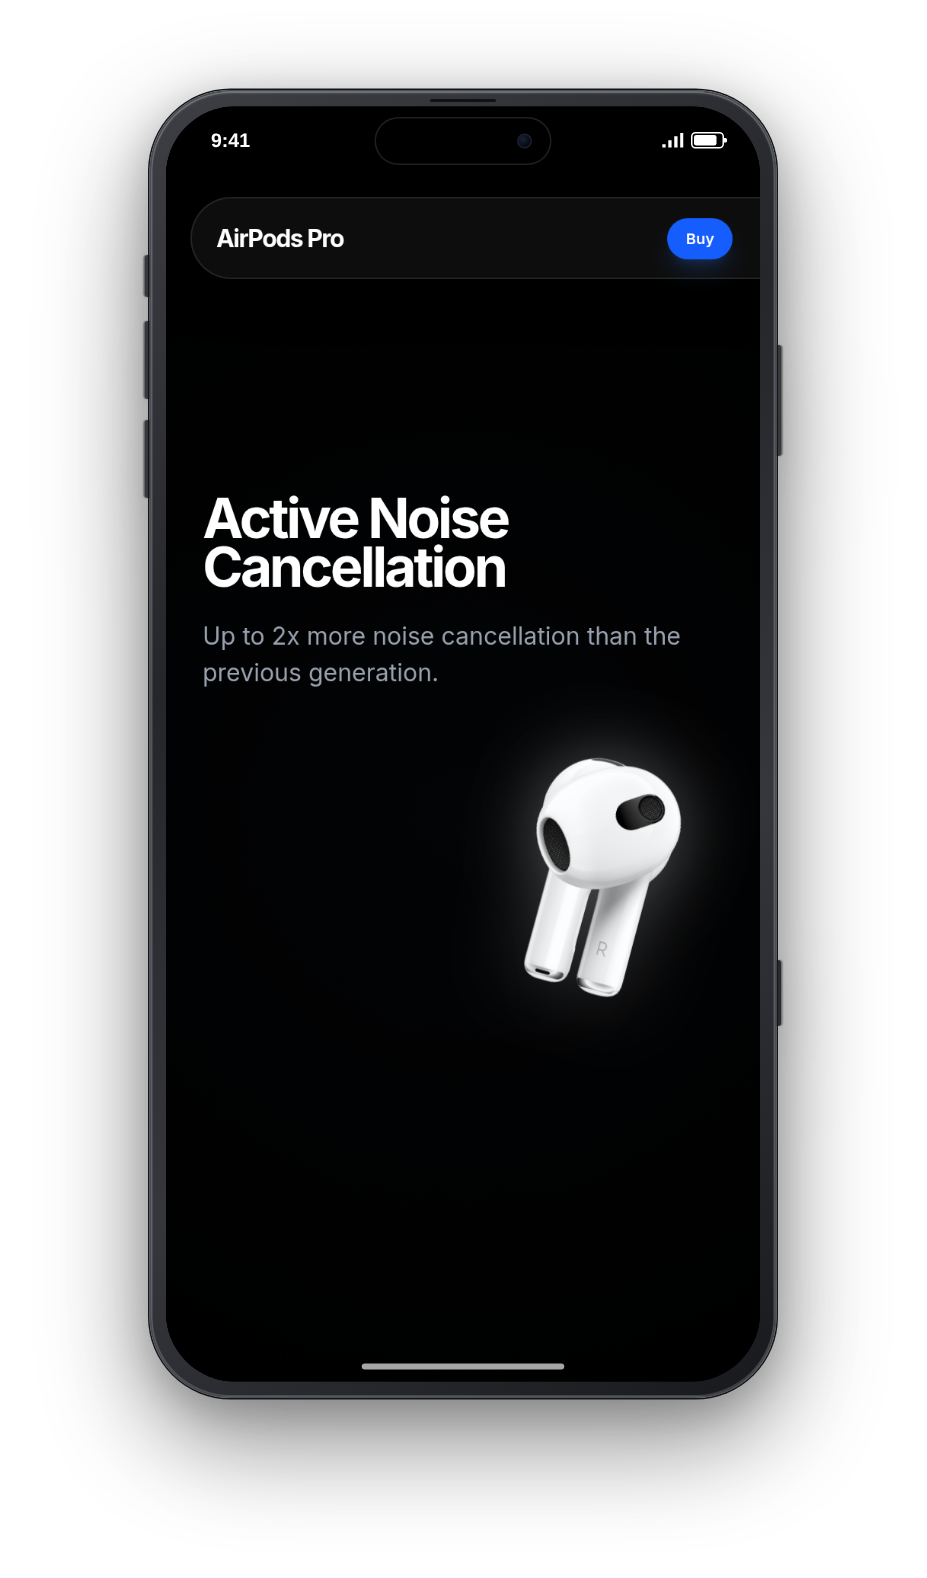 9:41
AirPods Pro
Buy
Active Noise
Cancellation
Up to 2x more noise cancellation than the
previous generation.
R